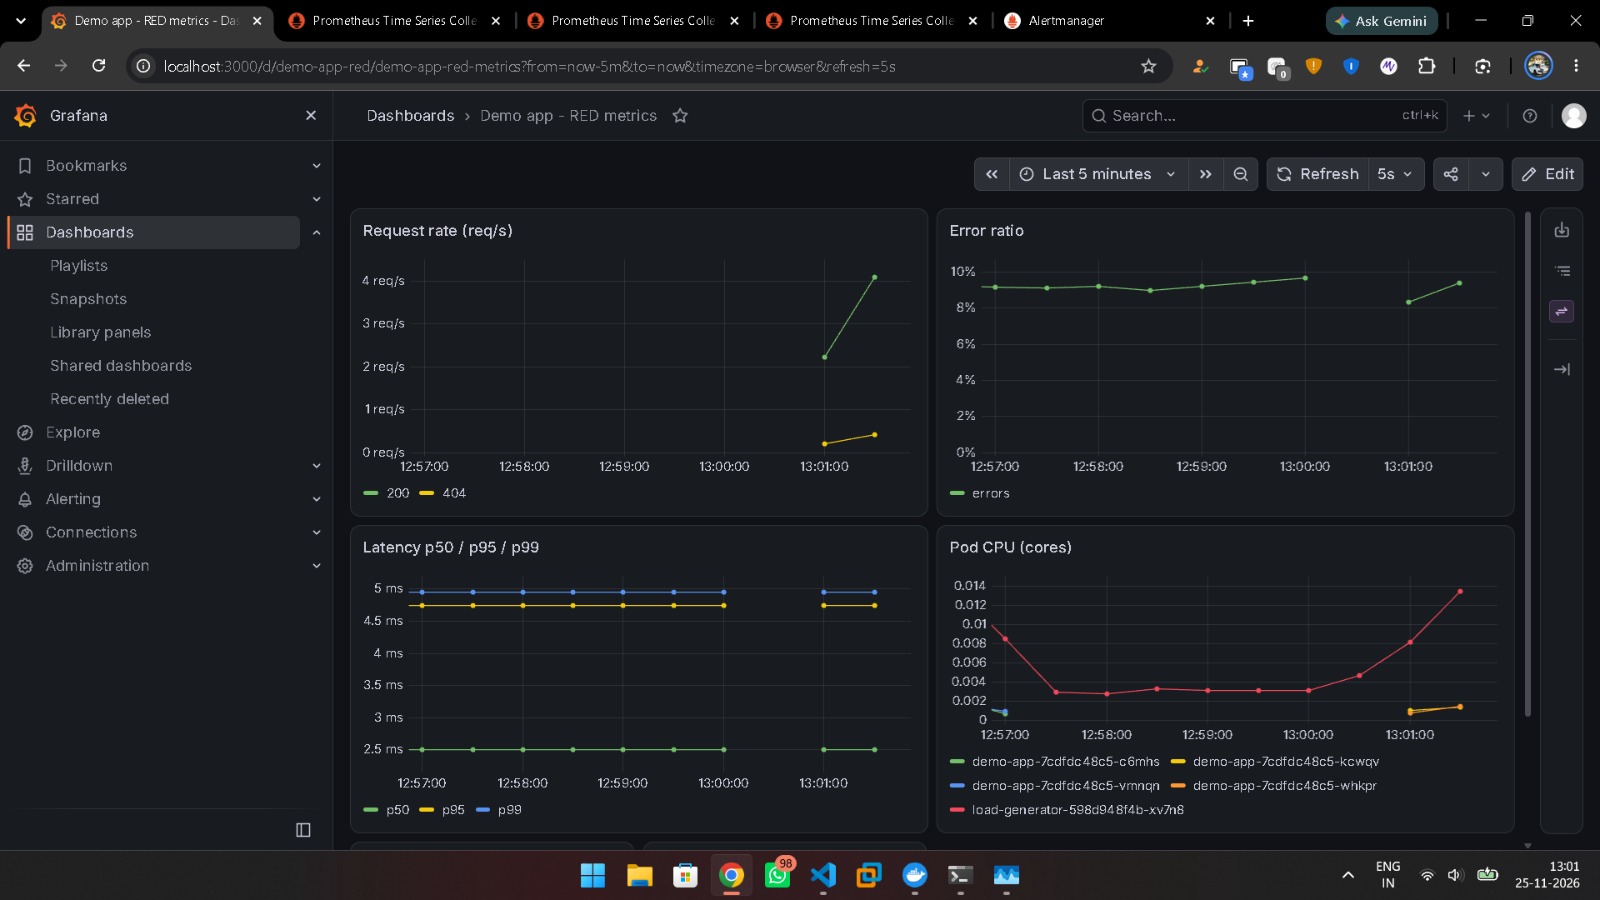 Demo app - RED metrics - Das
Prometheus Time Series Colle
Prometheus Time Series Colle
Prometheus Time Series Colle
Alertmanager
Ask Gemini
localhost:3000/d/demo-app-red/demo-app-red-metrics?from=now-5m&to=now&timezone=browser&refresh=5s
0
Grafana
Dashboards › Demo app - RED metrics
Search...
ctrl+k
Bookmarks
Starred
Dashboards
Playlists
Snapshots
Library panels
Shared dashboards
Recently deleted
Explore
Drilldown
Alerting
Connections
Administration
Last 5 minutes
Refresh
5s
Edit
Request rate (req/s)
4 req/s
3 req/s
2 req/s
1 req/s
0 req/s
12:57:00 12:58:00 12:59:00 13:00:00 13:01:00
200 404
Error ratio
10%
8%
6%
4%
2%
0%
12:57:00 12:58:00 12:59:00 13:00:00 13:01:00
errors
Latency p50 / p95 / p99
5 ms
4.5 ms
4 ms
3.5 ms
3 ms
2.5 ms
12:57:00 12:58:00 12:59:00 13:00:00 13:01:00
p50 p95 p99
Pod CPU (cores)
0.014
0.012
0.01
0.008
0.006
0.004
0.002
0
12:57:00 12:58:00 12:59:00 13:00:00 13:01:00
demo-app-7cdfdc48c5-c6mhs demo-app-7cdfdc48c5-kcwqv
demo-app-7cdfdc48c5-vmnqn demo-app-7cdfdc48c5-whkpr
load-generator-598d948f4b-xv7n8
98
ENG
IN
13:01
25-11-2026